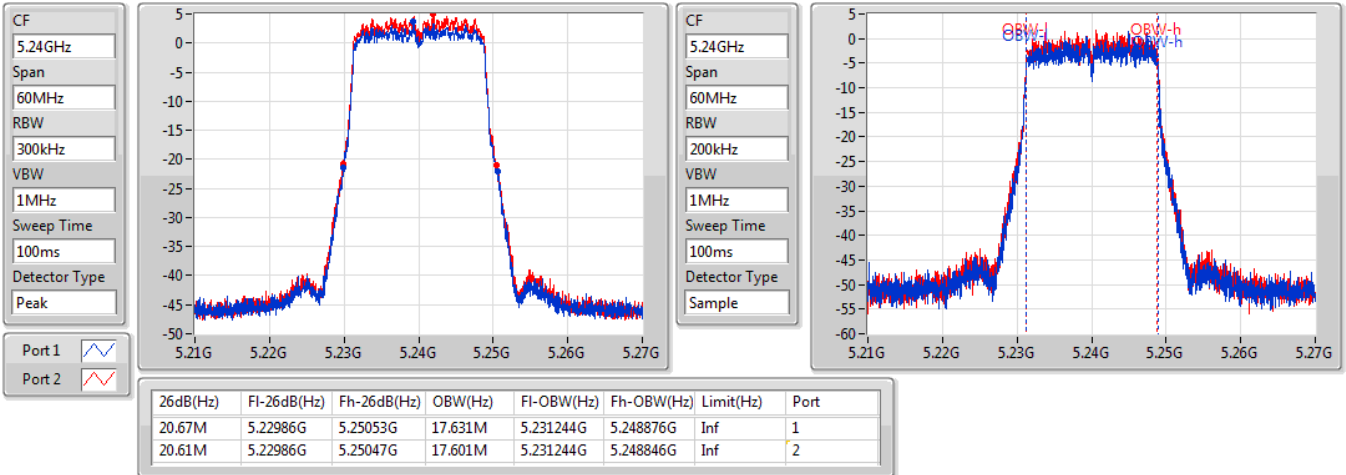 CF
5.24GHz
Span
60MHz
RBW
300kHz
VBW
1MHz
Sweep Time
100ms
Detector Type
Peak
Port 1
Port 2
5
0
-5
-10
-15
-20
-25
-30
-35
-40
-45
-50
5.21G 5.22G 5.23G 5.24G 5.25G 5.26G 5.27G
CF
5.24GHz
Span
60MHz
RBW
200kHz
VBW
1MHz
Sweep Time
100ms
Detector Type
Sample
5
0
-5
-10
-15
-20
-25
-30
-35
-40
-45
-50
-55
-60
OBW-l OBW-h
OBW-l OBW-h
5.21G 5.22G 5.23G 5.24G 5.25G 5.26G 5.27G
26dB(Hz) Fl-26dB(Hz) Fh-26dB(Hz) OBW(Hz) Fl-OBW(Hz) Fh-OBW(Hz) Limit(Hz) Port
20.67M 5.22986G 5.25053G 17.631M 5.231244G 5.248876G Inf 1
20.61M 5.22986G 5.25047G 17.601M 5.231244G 5.248846G Inf 2